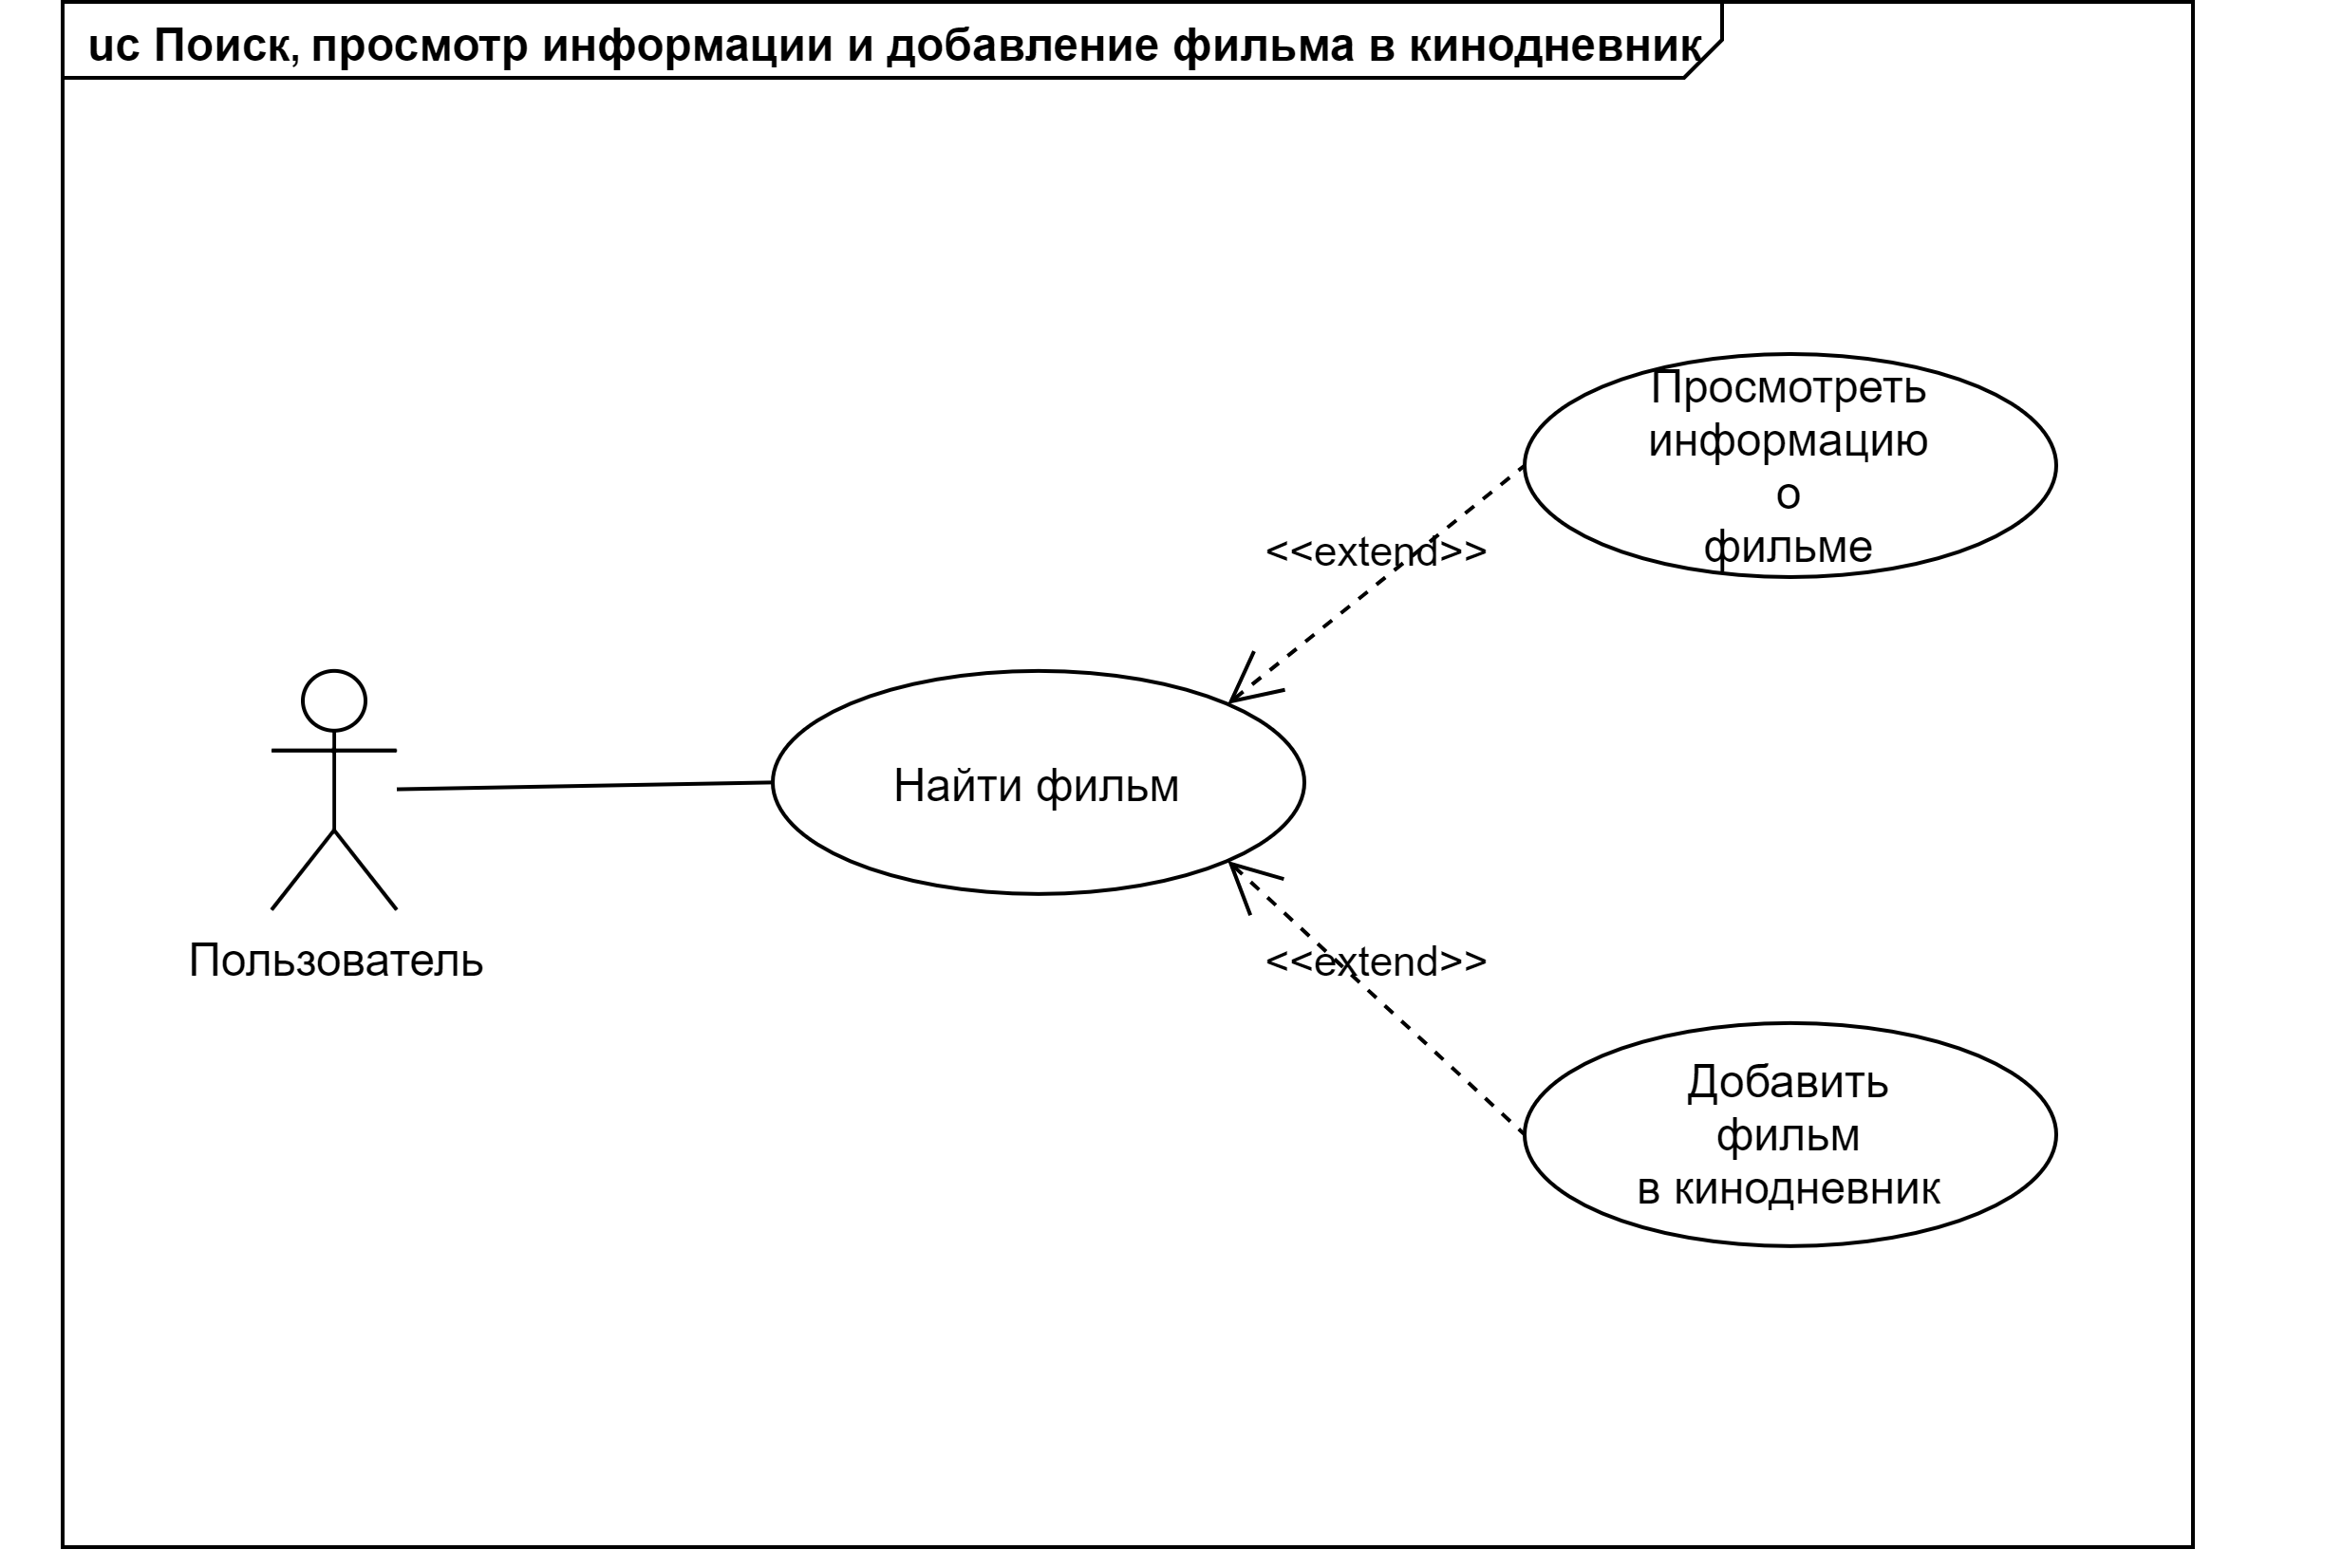 uc Поиск, просмотр информации и добавление фильма в кинодневник
Просмотреть
информацию
о
фильме
<<extend>>
Найти фильм
Пользователь
<<extend>>
Добавить
фильм
в кинодневник